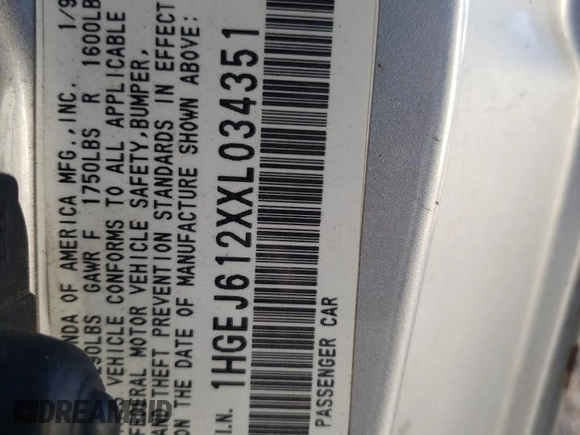 NDA OF AMERICA MFG.,INC. 1/9
GAWR F 1750LBS R 1600LB
VEHICLE CONFORMS TO ALL APPLICABLE
FEDERAL MOTOR VEHICLE SAFETY,BUMPER,
AND THEFT PREVENTION STANDARDS IN EFFECT
ON THE DATE OF MANUFACTURE SHOWN ABOVE:
I.N. 1HGEJ612XXL034351
PASSENGER CAR
DREAMBID